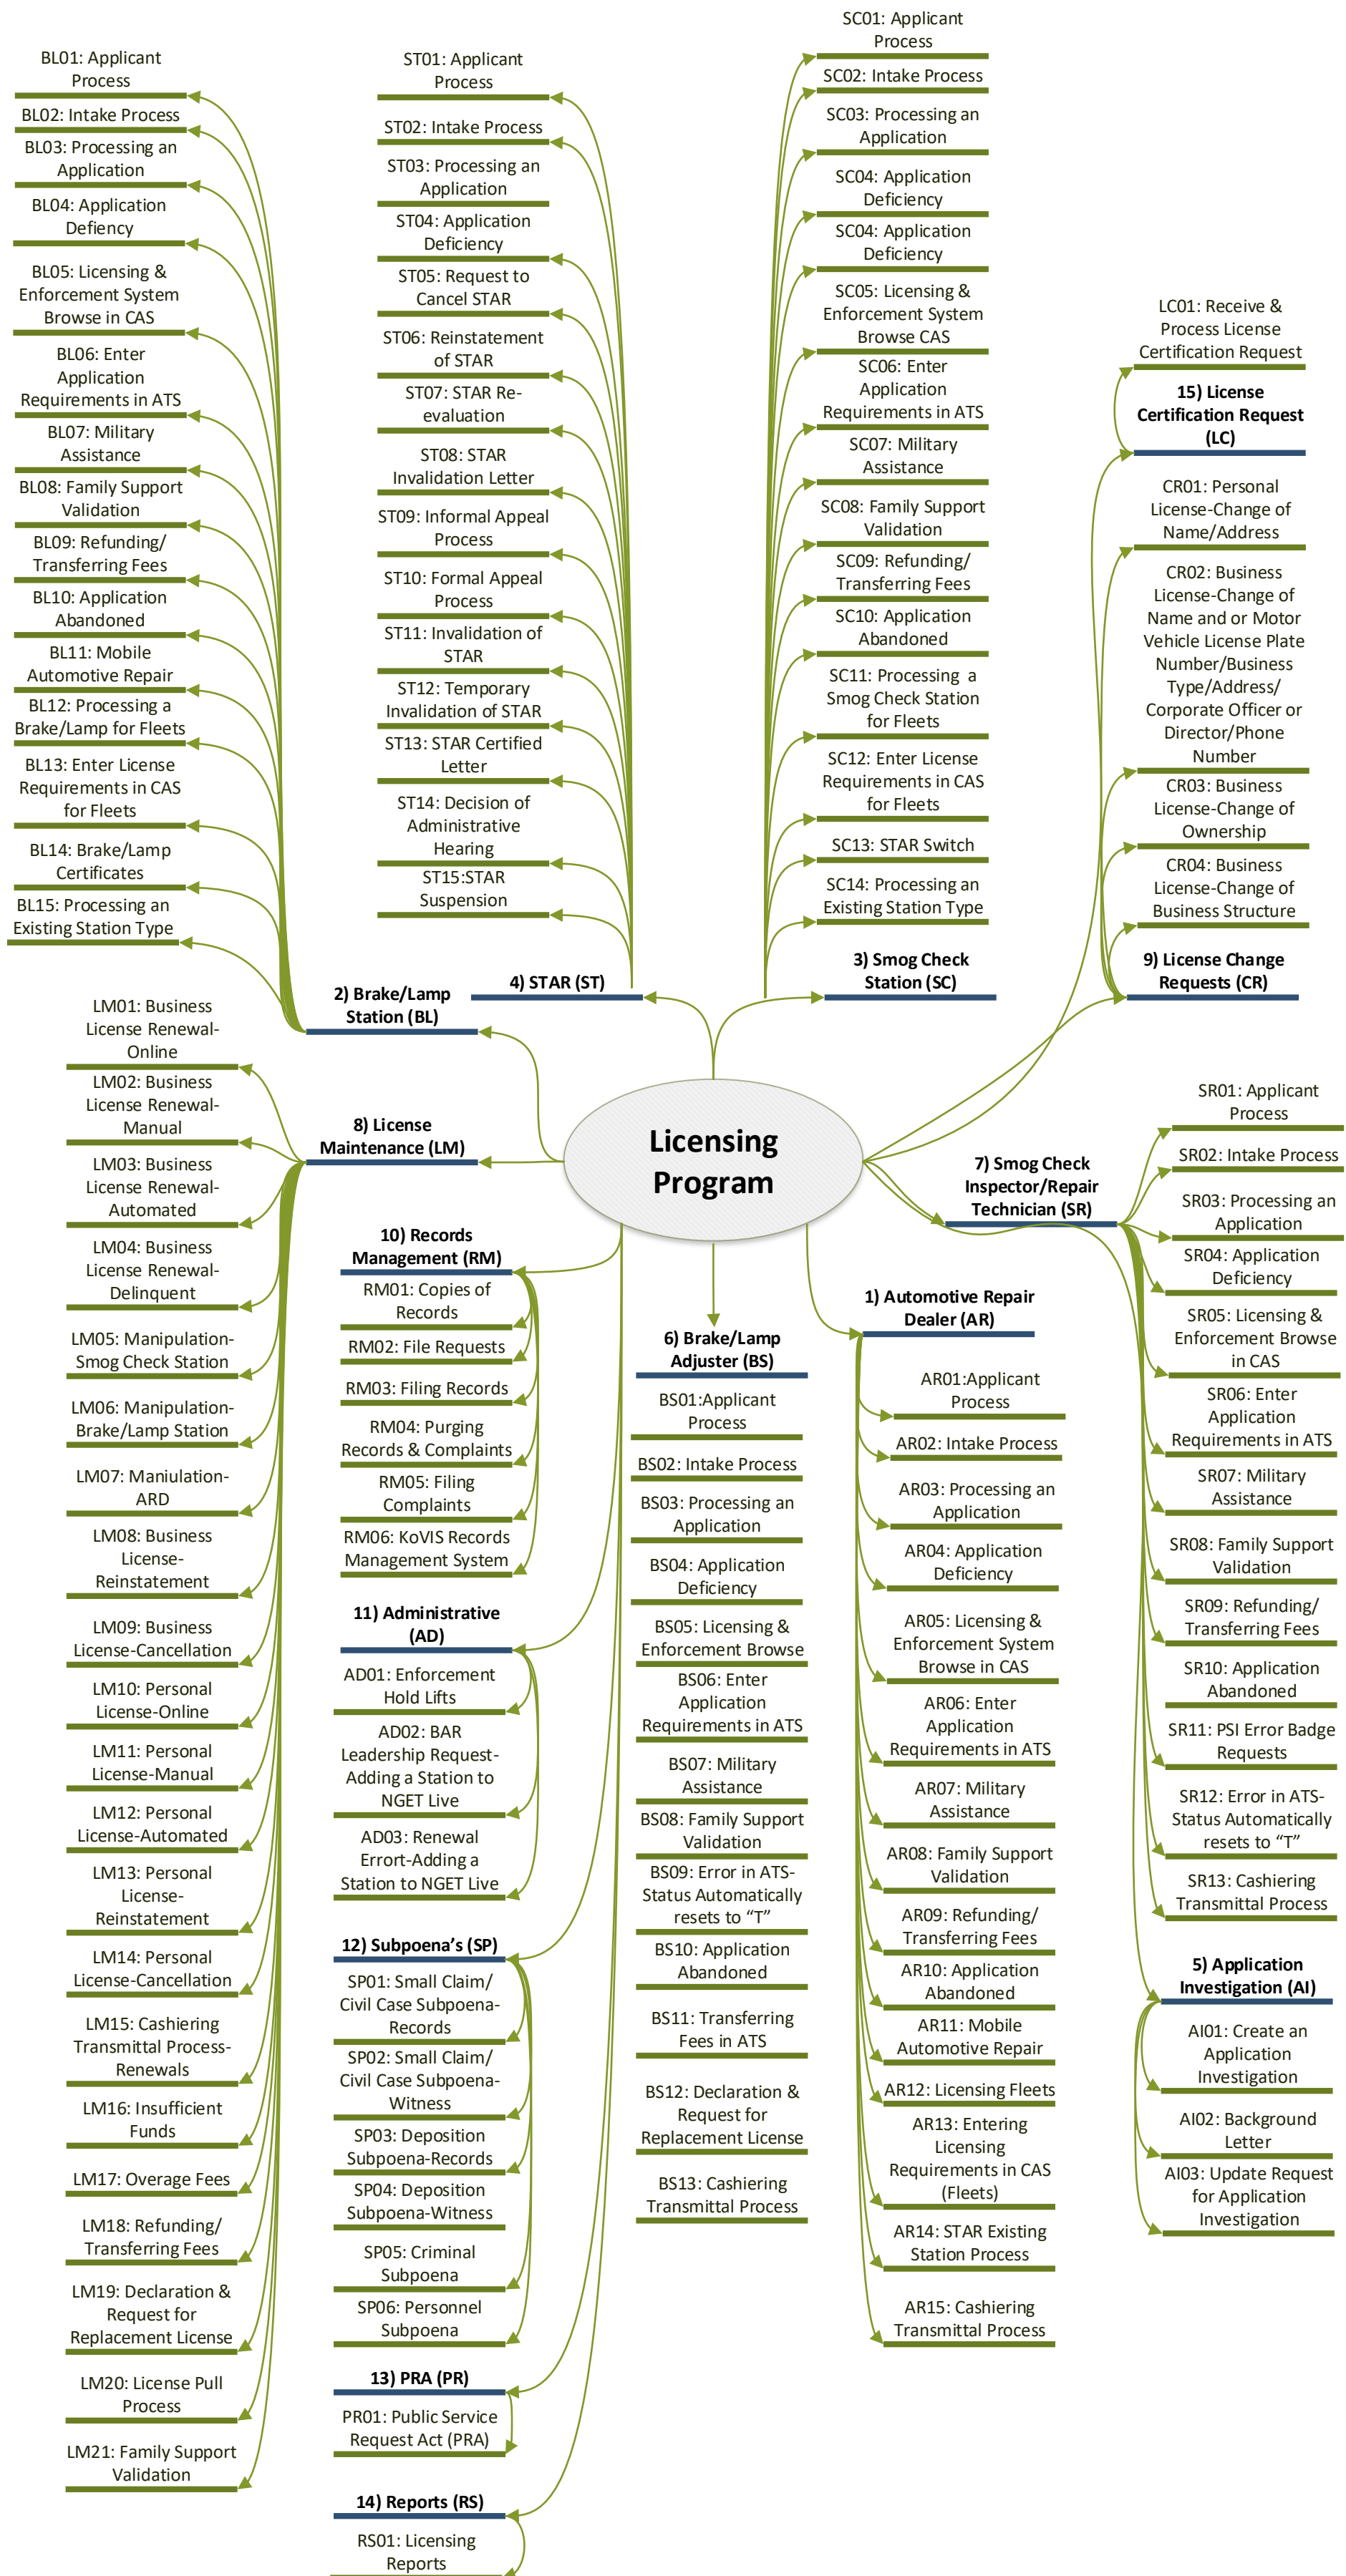 BL01: Applicant
Process
BL02: Intake Process
BL03: Processing an
Application
BL04: Application
Defiency
BL05: Licensing &
Enforcement System
Browse in CAS
BL06: Enter
Application
Requirements in ATS
BL07: Military
Assistance
BL08: Family Support
Validation
BL09: Refunding/
Transferring Fees
BL10: Application
Abandoned
BL11: Mobile
Automotive Repair
BL12: Processing a
Brake/Lamp for Fleets
BL13: Enter License
Requirements in CAS
for Fleets
BL14: Brake/Lamp
Certificates
BL15: Processing an
Existing Station Type
2) Brake/Lamp
Station (BL)
ST01: Applicant
Process
ST02: Intake Process
ST03: Processing an
Application
ST04: Application
Deficiency
ST05: Request to
Cancel STAR
ST06: Reinstatement
of STAR
ST07: STAR Re-
evaluation
ST08: STAR
Invalidation Letter
ST09: Informal Appeal
Process
ST10: Formal Appeal
Process
ST11: Invalidation of
STAR
ST12: Temporary
Invalidation of STAR
ST13: STAR Certified
Letter
ST14: Decision of
Administrative
Hearing
ST15:STAR
Suspension
4) STAR (ST)
SC01: Applicant
Process
SC02: Intake Process
SC03: Processing an
Application
SC04: Application
Deficiency
SC04: Application
Deficiency
SC05: Licensing &
Enforcement System
Browse CAS
SC06: Enter
Application
Requirements in ATS
SC07: Military
Assistance
SC08: Family Support
Validation
SC09: Refunding/
Transferring Fees
SC10: Application
Abandoned
SC11: Processing  a
Smog Check Station
for Fleets
SC12: Enter License
Requirements in CAS
for Fleets
SC13: STAR Switch
SC14: Processing an
Existing Station Type
3) Smog Check
Station (SC)
LC01: Receive &
Process License
Certification Request
15) License
Certification Request
(LC)
CR01: Personal
License-Change of
Name/Address
CR02: Business
License-Change of
Name and or Motor
Vehicle License Plate
Number/Business
Type/Address/
Corporate Officer or
Director/Phone
Number
CR03: Business
License-Change of
Ownership
CR04: Business
License-Change of
Business Structure
9) License Change
Requests (CR)
Licensing
Program
LM01: Business
License Renewal-
Online
LM02: Business
License Renewal-
Manual
8) License
Maintenance (LM)
LM03: Business
License Renewal-
Automated
LM04: Business
License Renewal-
Delinquent
LM05: Manipulation-
Smog Check Station
LM06: Manipulation-
Brake/Lamp Station
LM07: Maniulation-
ARD
LM08: Business
License-
Reinstatement
LM09: Business
License-Cancellation
LM10: Personal
License-Online
LM11: Personal
License-Manual
LM12: Personal
License-Automated
LM13: Personal
License-
Reinstatement
LM14: Personal
License-Cancellation
LM15: Cashiering
Transmittal Process-
Renewals
LM16: Insufficient
Funds
LM17: Overage Fees
LM18: Refunding/
Transferring Fees
LM19: Declaration &
Request for
Replacement License
LM20: License Pull
Process
LM21: Family Support
Validation
10) Records
Management (RM)
RM01: Copies of
Records
RM02: File Requests
RM03: Filing Records
RM04: Purging
Records & Complaints
RM05: Filing
Complaints
RM06: KoVIS Records
Management System
11) Administrative
(AD)
AD01: Enforcement
Hold Lifts
AD02: BAR
Leadership Request-
Adding a Station to
NGET Live
AD03: Renewal
Errort-Adding a
Station to NGET Live
12) Subpoena’s (SP)
SP01: Small Claim/
Civil Case Subpoena-
Records
SP02: Small Claim/
Civil Case Subpoena-
Witness
SP03: Deposition
Subpoena-Records
SP04: Deposition
Subpoena-Witness
SP05: Criminal
Subpoena
SP06: Personnel
Subpoena
13) PRA (PR)
PR01: Public Service
Request Act (PRA)
14) Reports (RS)
RS01: Licensing
Reports
6) Brake/Lamp
Adjuster (BS)
BS01:Applicant
Process
BS02: Intake Process
BS03: Processing an
Application
BS04: Application
Deficiency
BS05: Licensing &
Enforcement Browse
BS06: Enter
Application
Requirements in ATS
BS07: Military
Assistance
BS08: Family Support
Validation
BS09: Error in ATS-
Status Automatically
resets to “T”
BS10: Application
Abandoned
BS11: Transferring
Fees in ATS
BS12: Declaration &
Request for
Replacement License
BS13: Cashiering
Transmittal Process
1) Automotive Repair
Dealer (AR)
AR01:Applicant
Process
AR02: Intake Process
AR03: Processing an
Application
AR04: Application
Deficiency
AR05: Licensing &
Enforcement System
Browse in CAS
AR06: Enter
Application
Requirements in ATS
AR07: Military
Assistance
AR08: Family Support
Validation
AR09: Refunding/
Transferring Fees
AR10: Application
Abandoned
AR11: Mobile
Automotive Repair
AR12: Licensing Fleets
AR13: Entering
Licensing
Requirements in CAS
(Fleets)
AR14: STAR Existing
Station Process
AR15: Cashiering
Transmittal Process
7) Smog Check
Inspector/Repair
Technician (SR)
SR01: Applicant
Process
SR02: Intake Process
SR03: Processing an
Application
SR04: Application
Deficiency
SR05: Licensing &
Enforcement Browse
in CAS
SR06: Enter
Application
Requirements in ATS
SR07: Military
Assistance
SR08: Family Support
Validation
SR09: Refunding/
Transferring Fees
SR10: Application
Abandoned
SR11: PSI Error Badge
Requests
SR12: Error in ATS-
Status Automatically
resets to “T”
SR13: Cashiering
Transmittal Process
5) Application
Investigation (AI)
AI01: Create an
Application
Investigation
AI02: Background
Letter
AI03: Update Request
for Application
Investigation